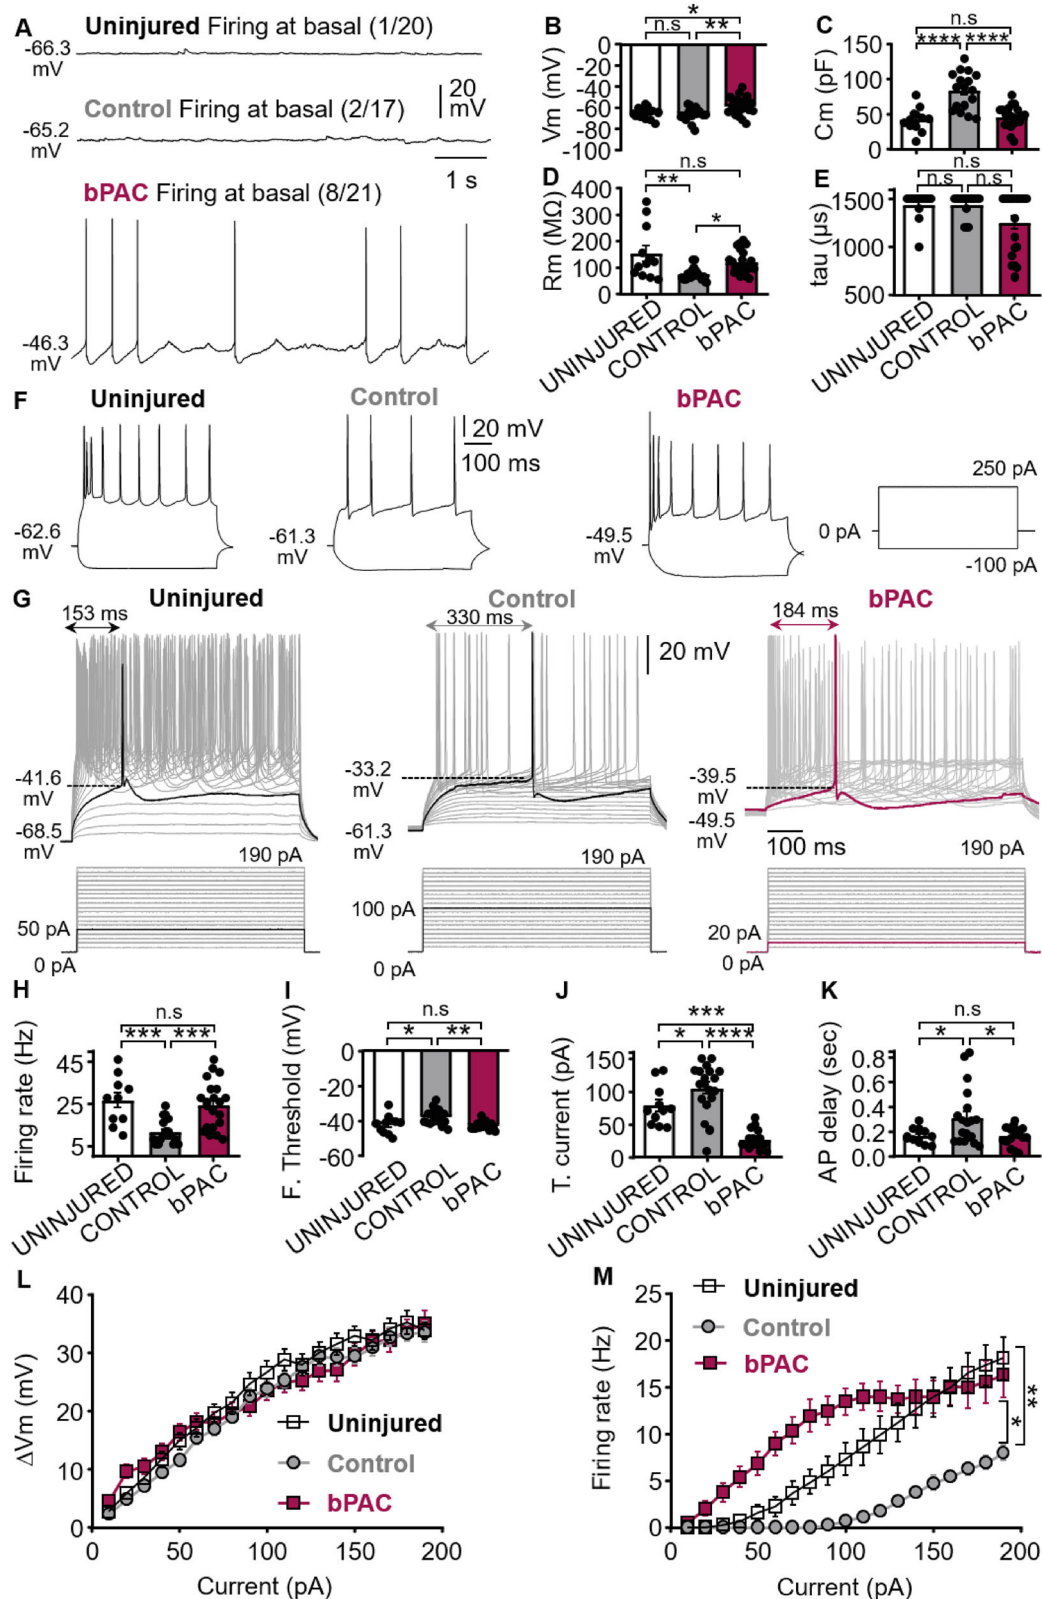 A
Uninjured Firing at basal (1/20)
-66.3
mV
Control Firing at basal (2/17)
20
mV
-65.2
mV
1 s
bPAC Firing at basal (8/21)
-46.3
mV
B
*
n.s
**
Vm (mV)
0
-20
-40
-60
-80
-100
C
n.s
****
****
Cm (pF)
150
100
50
0
D
n.s
**
*
Rm (MΩ)
400
300
200
100
0
UNINJURED
CONTROL
bPAC
E
n.s
n.s
n.s
tau (µs)
1500
1000
500
UNINJURED
CONTROL
bPAC
F
Uninjured
Control
bPAC
20 mV
100 ms
-62.6
mV
-61.3
mV
-49.5
mV
250 pA
0 pA
-100 pA
G
Uninjured
Control
bPAC
153 ms
330 ms
184 ms
20 mV
-41.6
mV
-68.5
mV
-33.2
mV
-61.3
mV
-39.5
mV
-49.5
mV
100 ms
190 pA
190 pA
190 pA
50 pA
0 pA
100 pA
0 pA
20 pA
0 pA
H
n.s
***
***
Firing rate (Hz)
45
25
5
UNINJURED
CONTROL
bPAC
I
n.s
*
**
F. Threshold (mV)
0
-20
-40
-60
UNINJURED
CONTROL
bPAC
J
***
*
****
T. current (pA)
150
100
50
0
UNINJURED
CONTROL
bPAC
K
n.s
*
*
AP delay (sec)
0.8
0.6
0.4
0.2
0.0
UNINJURED
CONTROL
bPAC
L
ΔVm (mV)
40
30
20
10
0
0
50
100
150
200
Current (pA)
Uninjured
Control
bPAC
M
Firing rate (Hz)
25
20
15
10
5
0
0
50
100
150
200
Current (pA)
Uninjured
Control
bPAC
*
**